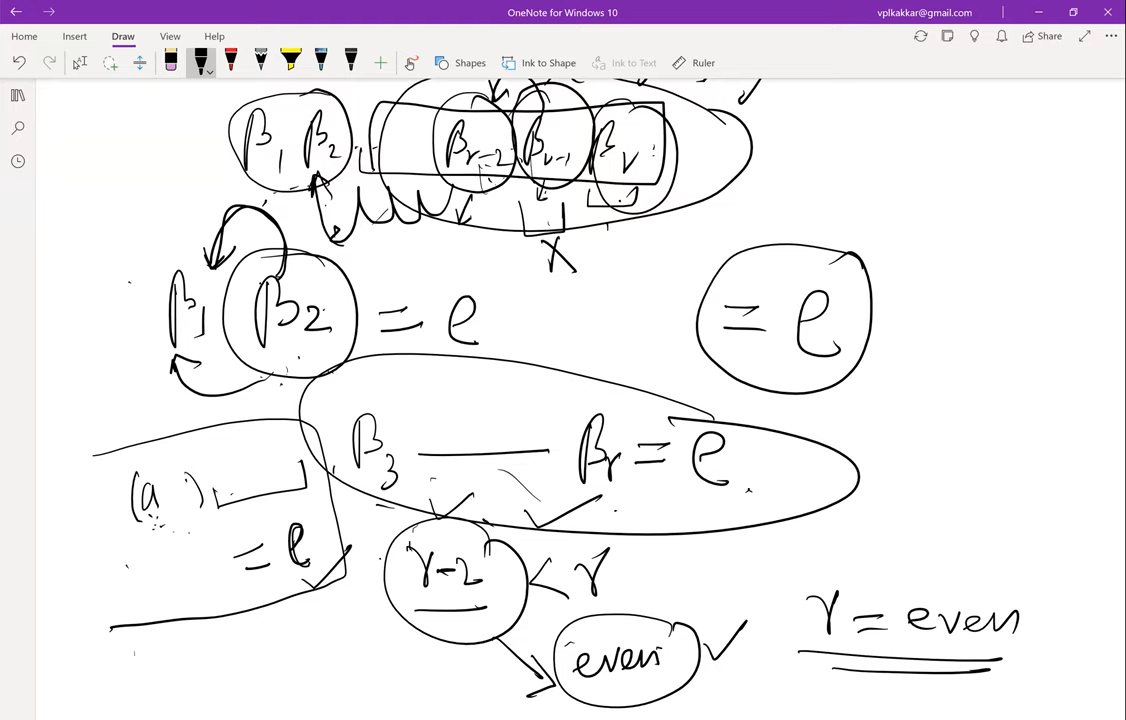 OneNote for Windows 10
vplkakkar@gmail.com
Home Insert Draw View Help
Share
Shapes Ink to Shape Ink to Text Ruler
β1 β2 βr-2 βr-1 βr
x
β1 β2 = e = e
β3 — βr = e
(a )
= e
r-2 < r
even
r = even